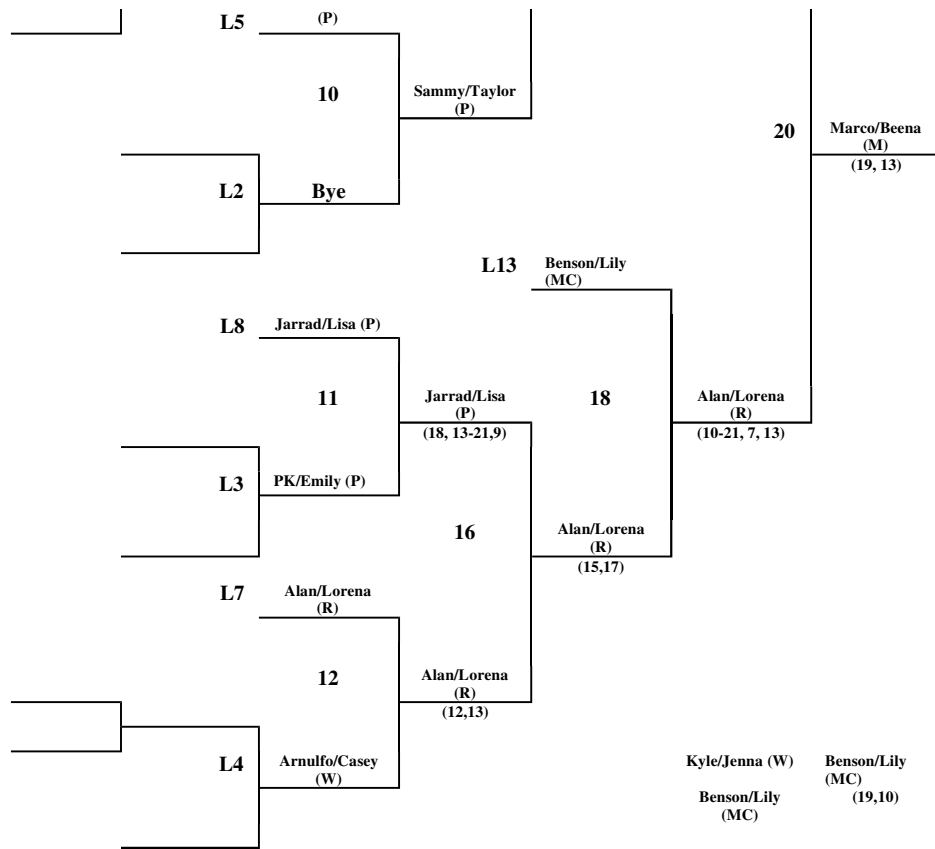 L5
(P)
10
Sammy/Taylor
(P)
20
Marco/Beena
(M)
(19, 13)
L2
Bye
L13
Benson/Lily
(MC)
L8
Jarrad/Lisa (P)
11
Jarrad/Lisa
(P)
(18, 13-21,9)
18
Alan/Lorena
(R)
(10-21, 7, 13)
L3
PK/Emily (P)
16
Alan/Lorena
(R)
(15,17)
L7
Alan/Lorena
(R)
12
Alan/Lorena
(R)
(12,13)
L4
Arnulfo/Casey
(W)
Kyle/Jenna (W)
Benson/Lily
(MC)
Benson/Lily
(MC)
(19,10)